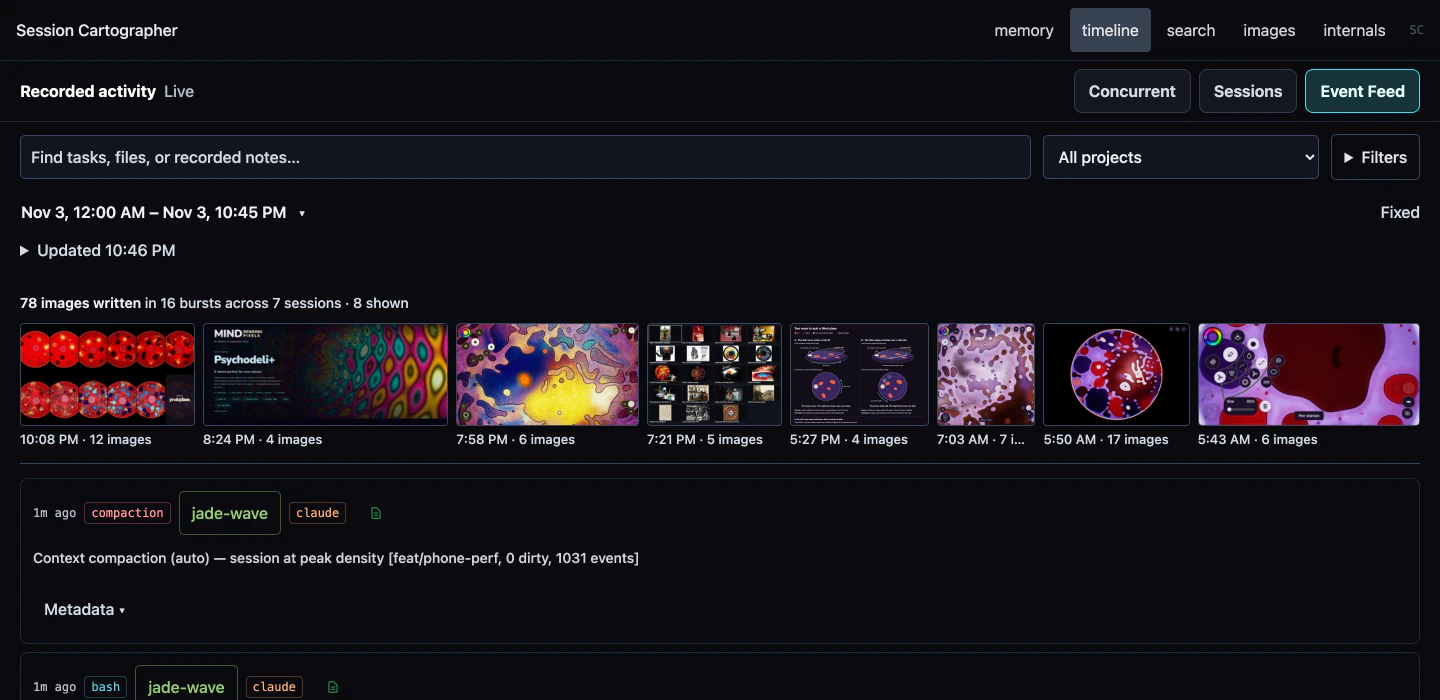 Session Cartographer
memory timeline search images internals SC
Recorded activity Live
Concurrent Sessions Event Feed
Find tasks, files, or recorded notes...
All projects
▶ Filters
Nov 3, 12:00 AM – Nov 3, 10:45 PM ▾
Fixed
▶ Updated 10:46 PM
78 images written in 16 bursts across 7 sessions · 8 shown
MIND BENDING PIXELS
Psychodeli+
10:08 PM · 12 images
8:24 PM · 4 images
7:58 PM · 6 images
7:21 PM · 5 images
5:27 PM · 4 images
7:03 AM · 7 i...
5:50 AM · 17 images
5:43 AM · 6 images
1m ago compaction jade-wave claude
Context compaction (auto) — session at peak density [feat/phone-perf, 0 dirty, 1031 events]
Metadata ▾
1m ago bash jade-wave claude